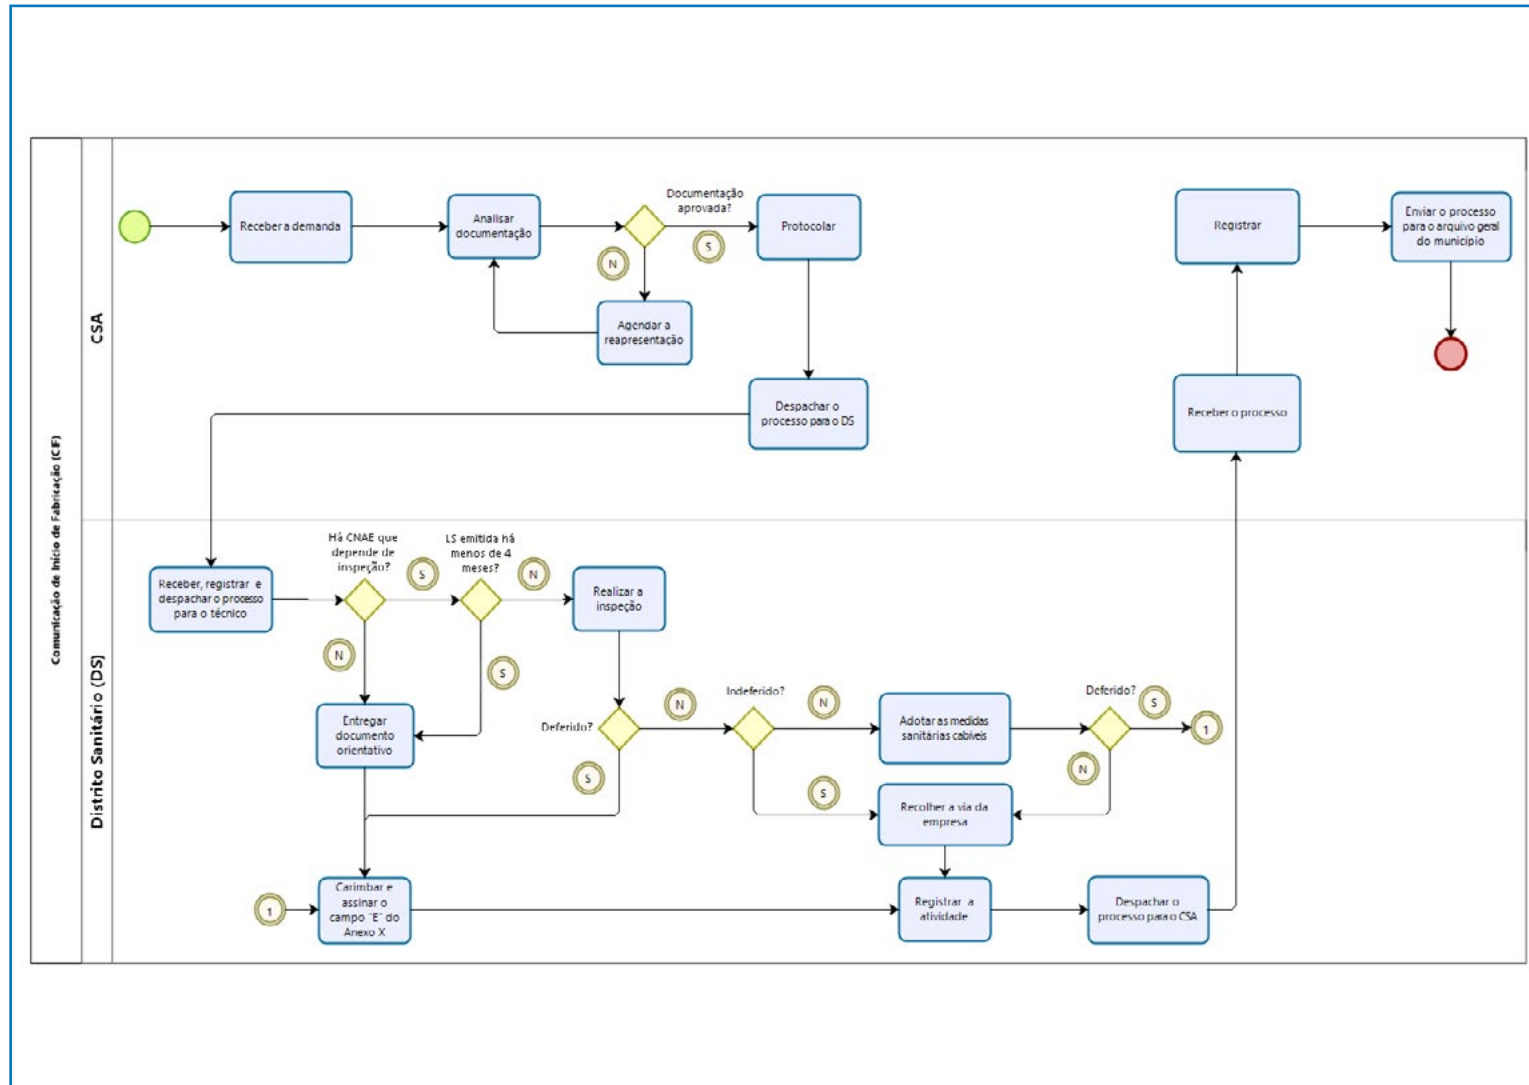 Comunicação de Início de Fabricação (CIF)
CSA
Receber a demanda
Analisar
documentação
Documentação
aprovada?
S
N
Protocolar
Agendar a
reapresentação
Despachar o
processo para o DS
Registrar
Enviar o processo
para o arquivo geral
do município
Receber o processo
Distrito Sanitário (DS)
Receber, registrar e
despachar o processo
para o técnico
Há CNAE que
depende de
inspeção?
S
N
LS emitida há
menos de 4
meses?
N
S
Realizar a
inspeção
Entregar
documento
orientativo
Deferido?
N
S
Indeferido?
N
S
Adotar as medidas
sanitárias cabíveis
Deferido?
S
N
1
Recolher a via da
empresa
1
Carimbar e
assinar o
campo "E" do
Anexo X
Registrar a
atividade
Despachar o
processo para o CSA